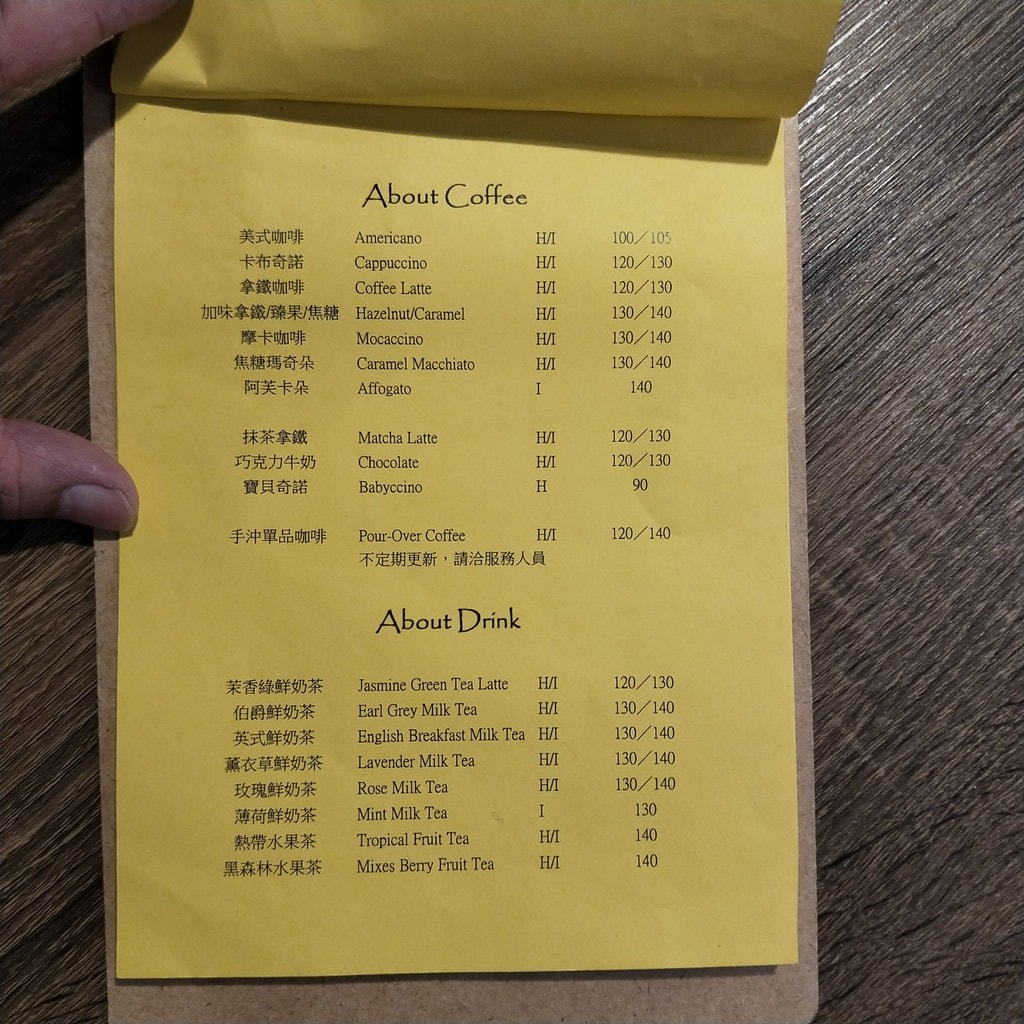 About Coffee
美式咖啡 Americano H/I 100／105
卡布奇諾 Cappuccino H/I 120／130
拿鐵咖啡 Coffee Latte H/I 120／130
加味拿鐵/臻果/焦糖 Hazelnut/Caramel H/I 130／140
摩卡咖啡 Mocaccino H/I 130／140
焦糖瑪奇朵 Caramel Macchiato H/I 130／140
阿芙卡朵 Affogato I 140
抹茶拿鐵 Matcha Latte H/I 120／130
巧克力牛奶 Chocolate H/I 120／130
寶貝奇諾 Babyccino H 90
手沖單品咖啡 Pour-Over Coffee H/I 120／140
不定期更新，請洽服務人員
About Drink
茉香綠鮮奶茶 Jasmine Green Tea Latte H/I 120／130
伯爵鮮奶茶 Earl Grey Milk Tea H/I 130／140
英式鮮奶茶 English Breakfast Milk Tea H/I 130／140
薰衣草鮮奶茶 Lavender Milk Tea H/I 130／140
玫瑰鮮奶茶 Rose Milk Tea H/I 130／140
薄荷鮮奶茶 Mint Milk Tea I 130
熱帶水果茶 Tropical Fruit Tea H/I 140
黑森林水果茶 Mixes Berry Fruit Tea H/I 140